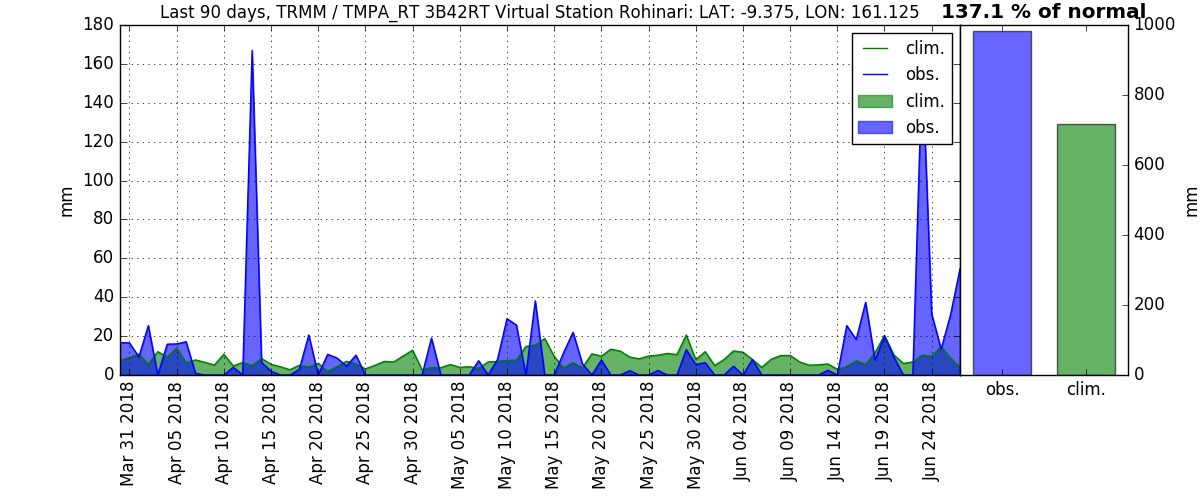 Last 90 days, TRMM / TMPA_RT 3B42RT Virtual Station Rohinari: LAT: -9.375, LON: 161.125
137.1 % of normal
mm
180
160
140
120
100
80
60
40
20
0
clim.
obs.
clim.
obs.
Mar 31 2018
Apr 05 2018
Apr 10 2018
Apr 15 2018
Apr 20 2018
Apr 25 2018
Apr 30 2018
May 05 2018
May 10 2018
May 15 2018
May 20 2018
May 25 2018
May 30 2018
Jun 04 2018
Jun 09 2018
Jun 14 2018
Jun 19 2018
Jun 24 2018
1000
800
600
400
200
0
mm
obs.
clim.